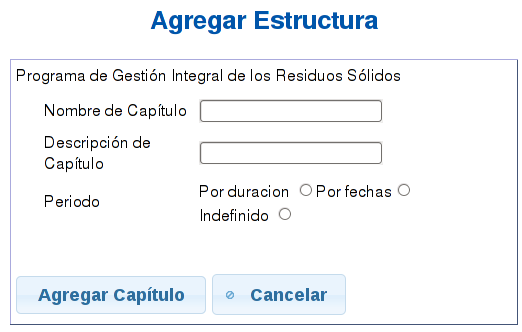 Agregar Estructura
Programa de Gestión Integral de los Residuos Sólidos
Nombre de Capítulo
Descripción de
Capítulo
Periodo
Por duracion Por fechas
Indefinido
Agregar Capítulo Cancelar